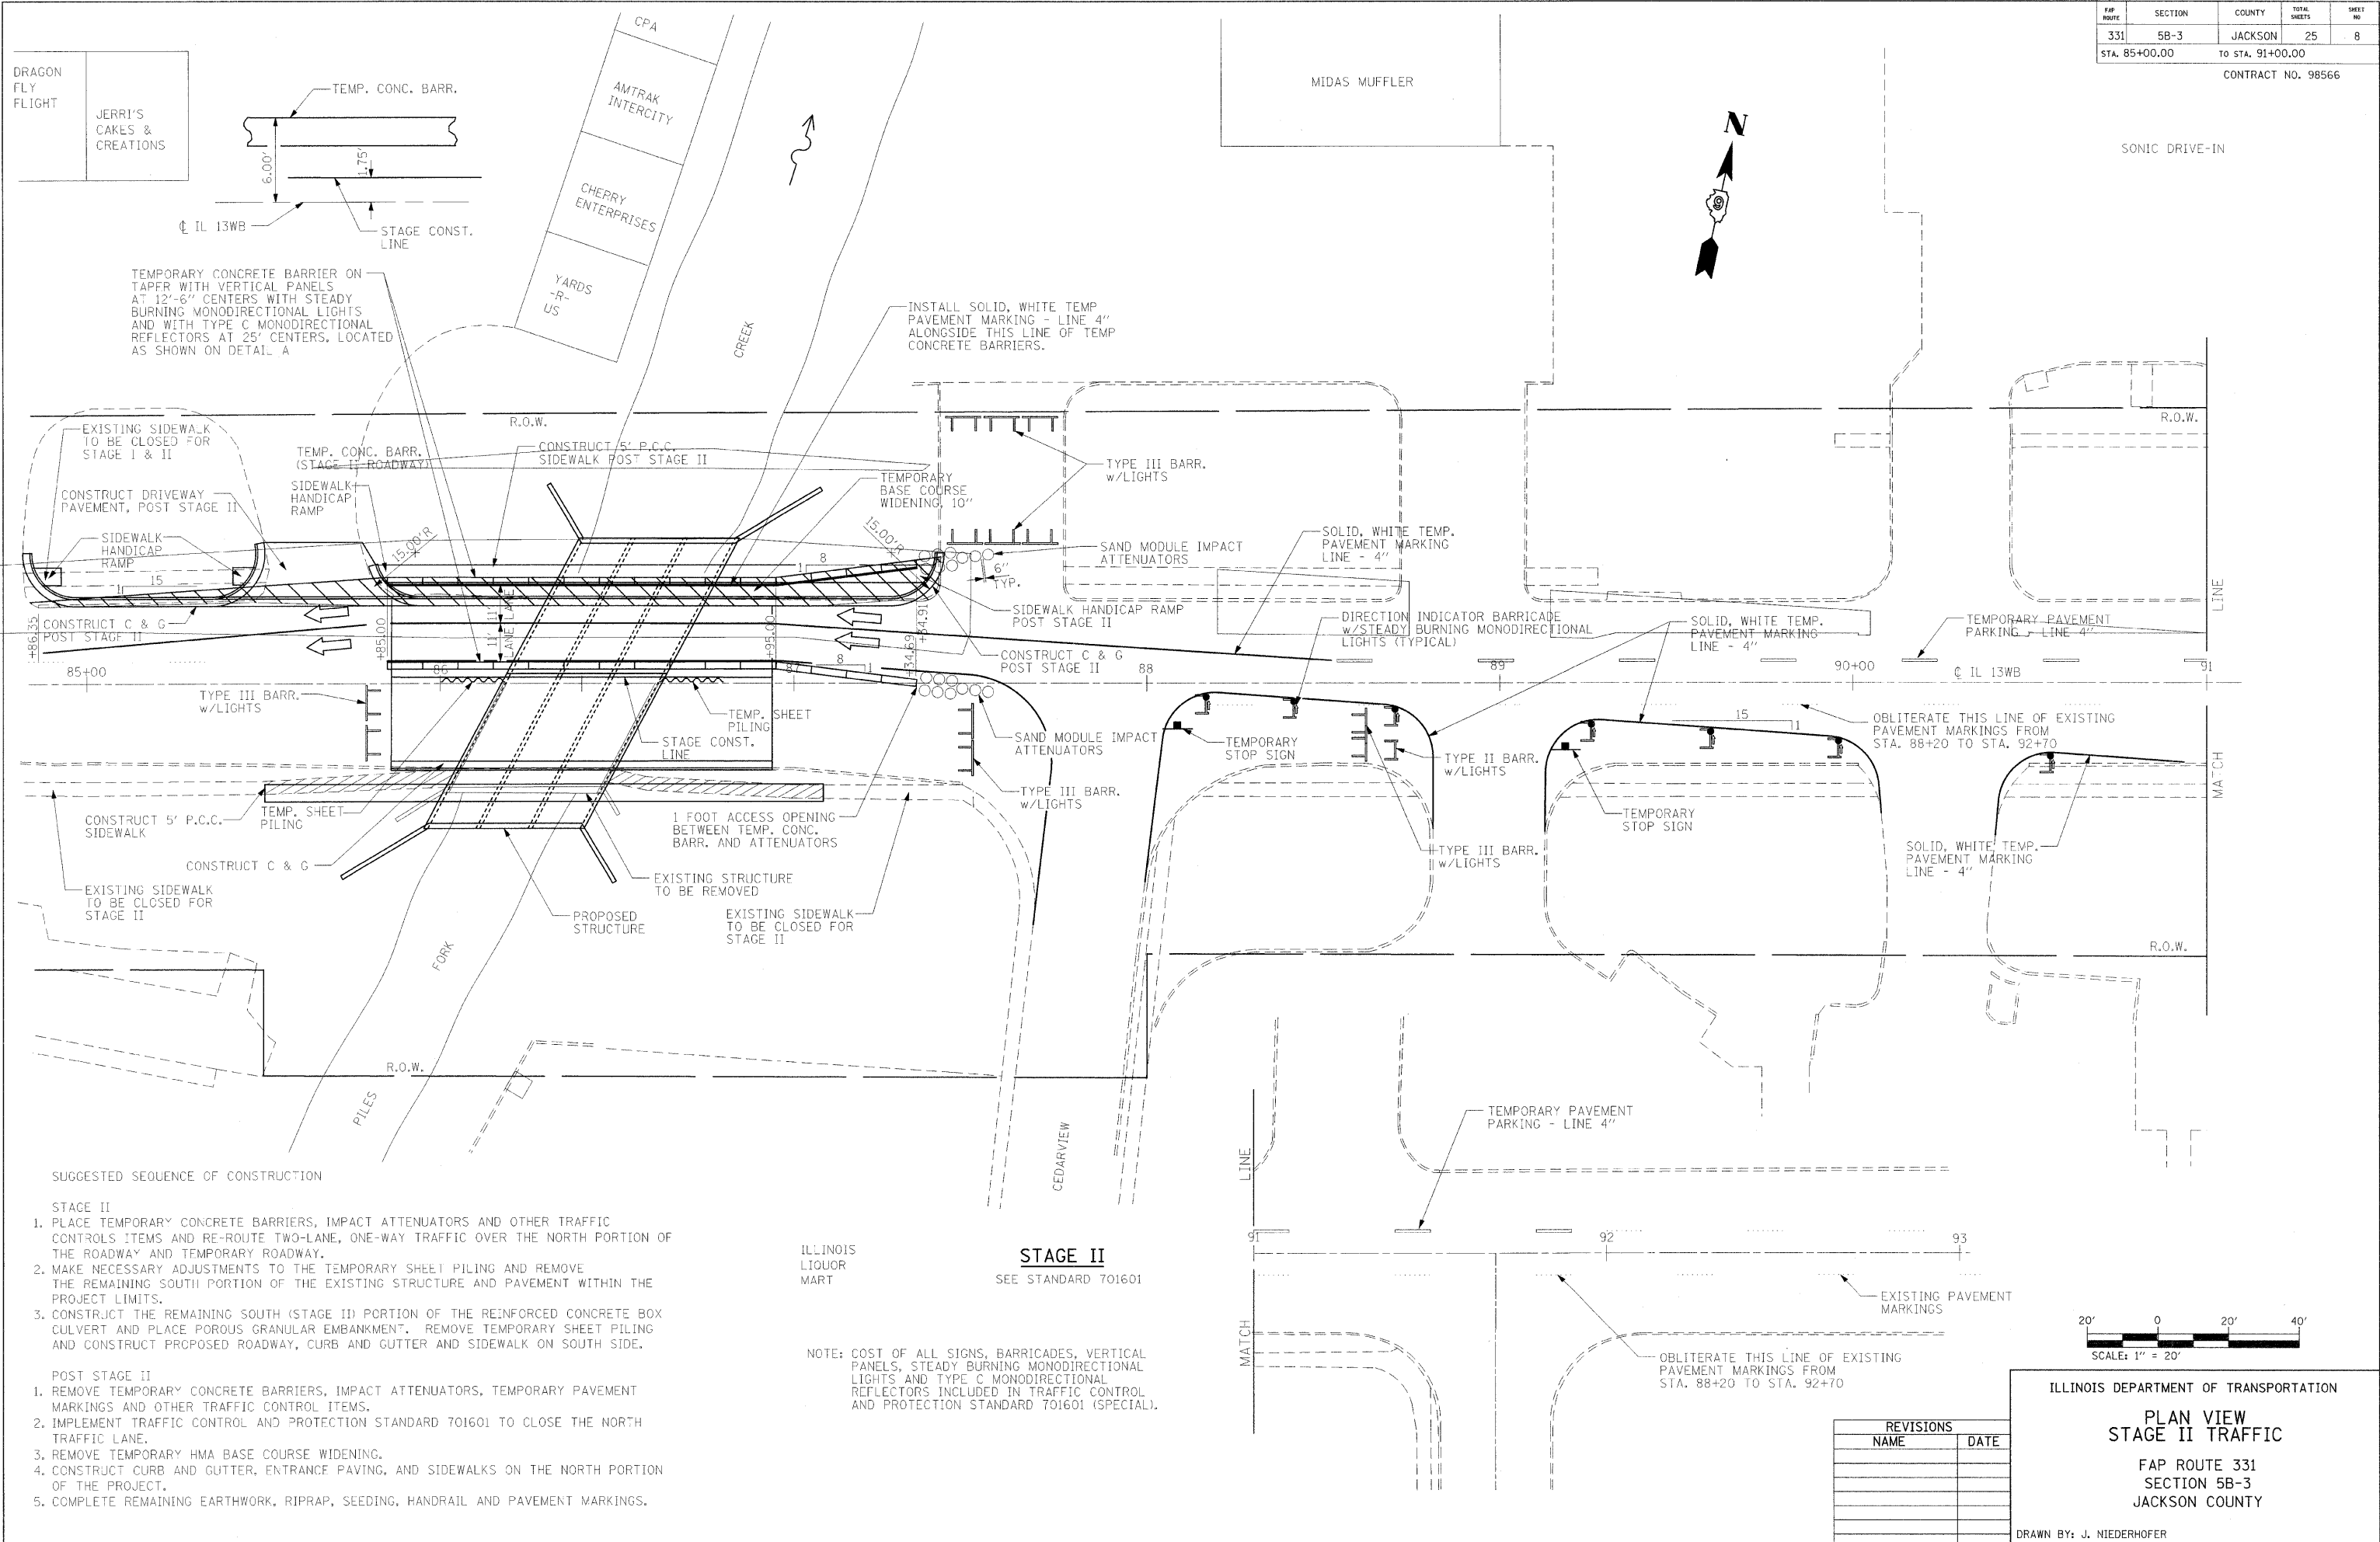 FAP ROUTE
SECTION
COUNTY
TOTAL SHEETS
SHEET NO
331
5B-3
JACKSON
25
8
STA. 85+00.00
TO STA. 91+00.00
CONTRACT NO. 98566
DRAGON
FLY
FLIGHT
JERRI'S
CAKES &
CREATIONS
TEMP. CONC. BARR.
6.00'
1.75'
℄ IL 13WB
STAGE CONST.
LINE
CPA
AMTRAK
INTERCITY
CHERRY
ENTERPRISES
YARDS
-R-
US
CREEK
MIDAS MUFFLER
N
9
SONIC DRIVE-IN
TEMPORARY CONCRETE BARRIER ON
TAPER WITH VERTICAL PANELS
AT 12'-6" CENTERS WITH STEADY
BURNING MONODIRECTIONAL LIGHTS
AND WITH TYPE C MONODIRECTIONAL
REFLECTORS AT 25' CENTERS, LOCATED
AS SHOWN ON DETAIL A
INSTALL SOLID, WHITE TEMP
PAVEMENT MARKING - LINE 4"
ALONGSIDE THIS LINE OF TEMP
CONCRETE BARRIERS.
R.O.W.
R.O.W.
EXISTING SIDEWALK
TO BE CLOSED FOR
STAGE I & II
TEMP. CONC. BARR.
(STAGE II ROADWAY)
CONSTRUCT 5' P.C.C.
SIDEWALK POST STAGE II
TYPE III BARR.
w/LIGHTS
CONSTRUCT DRIVEWAY
PAVEMENT, POST STAGE II
SIDEWALK
HANDICAP
RAMP
TEMPORARY
BASE COURSE
WIDENING, 10"
SIDEWALK
HANDICAP
RAMP
15.00'R
15.00'R
SOLID, WHITE TEMP.
PAVEMENT MARKING
LINE - 4"
SAND MODULE IMPACT
ATTENUATORS
15
1
8
1
6"
TYP.
SIDEWALK HANDICAP RAMP
POST STAGE II
CONSTRUCT C & G
POST STAGE II
+86.35
+85.00
11' LANE
11' LANE
+95.00
+34.69
+34.91
CONSTRUCT C & G
POST STAGE II
DIRECTION INDICATOR BARRICADE
w/STEADY BURNING MONODIRECTIONAL
LIGHTS (TYPICAL)
SOLID, WHITE TEMP.
PAVEMENT MARKING
LINE - 4"
TEMPORARY PAVEMENT
PARKING - LINE 4"
LINE
85+00
86
87
8
1
88
89
90+00
℄ IL 13WB
91
TYPE III BARR.
w/LIGHTS
TEMP. SHEET
PILING
STAGE CONST.
LINE
SAND MODULE IMPACT
ATTENUATORS
TEMPORARY
STOP SIGN
TYPE II BARR.
w/LIGHTS
15
1
OBLITERATE THIS LINE OF EXISTING
PAVEMENT MARKINGS FROM
STA. 88+20 TO STA. 92+70
MATCH
TYPE III BARR.
w/LIGHTS
CONSTRUCT 5' P.C.C.
SIDEWALK
TEMP. SHEET
PILING
1 FOOT ACCESS OPENING
BETWEEN TEMP. CONC.
BARR. AND ATTENUATORS
TEMPORARY
STOP SIGN
TYPE III BARR.
w/LIGHTS
SOLID, WHITE TEMP.
PAVEMENT MARKING
LINE - 4"
CONSTRUCT C & G
EXISTING SIDEWALK
TO BE CLOSED FOR
STAGE II
EXISTING STRUCTURE
TO BE REMOVED
PROPOSED
STRUCTURE
EXISTING SIDEWALK
TO BE CLOSED FOR
STAGE II
FORK
R.O.W.
R.O.W.
PILES
CEDARVIEW
TEMPORARY PAVEMENT
PARKING - LINE 4"
LINE
91
92
93
EXISTING PAVEMENT
MARKINGS
MATCH
OBLITERATE THIS LINE OF EXISTING
PAVEMENT MARKINGS FROM
STA. 88+20 TO STA. 92+70
SUGGESTED SEQUENCE OF CONSTRUCTION
STAGE II
1. PLACE TEMPORARY CONCRETE BARRIERS, IMPACT ATTENUATORS AND OTHER TRAFFIC
CONTROLS ITEMS AND RE-ROUTE TWO-LANE, ONE-WAY TRAFFIC OVER THE NORTH PORTION OF
THE ROADWAY AND TEMPORARY ROADWAY.
2. MAKE NECESSARY ADJUSTMENTS TO THE TEMPORARY SHEET PILING AND REMOVE
THE REMAINING SOUTH PORTION OF THE EXISTING STRUCTURE AND PAVEMENT WITHIN THE
PROJECT LIMITS.
3. CONSTRUCT THE REMAINING SOUTH (STAGE II) PORTION OF THE REINFORCED CONCRETE BOX
CULVERT AND PLACE POROUS GRANULAR EMBANKMENT. REMOVE TEMPORARY SHEET PILING
AND CONSTRUCT PROPOSED ROADWAY, CURB AND GUTTER AND SIDEWALK ON SOUTH SIDE.
POST STAGE II
1. REMOVE TEMPORARY CONCRETE BARRIERS, IMPACT ATTENUATORS, TEMPORARY PAVEMENT
MARKINGS AND OTHER TRAFFIC CONTROL ITEMS.
2. IMPLEMENT TRAFFIC CONTROL AND PROTECTION STANDARD 701601 TO CLOSE THE NORTH
TRAFFIC LANE.
3. REMOVE TEMPORARY HMA BASE COURSE WIDENING.
4. CONSTRUCT CURB AND GUTTER, ENTRANCE PAVING, AND SIDEWALKS ON THE NORTH PORTION
OF THE PROJECT.
5. COMPLETE REMAINING EARTHWORK, RIPRAP, SEEDING, HANDRAIL AND PAVEMENT MARKINGS.
ILLINOIS
LIQUOR
MART
STAGE II
SEE STANDARD 701601
NOTE: COST OF ALL SIGNS, BARRICADES, VERTICAL
PANELS, STEADY BURNING MONODIRECTIONAL
LIGHTS AND TYPE C MONODIRECTIONAL
REFLECTORS INCLUDED IN TRAFFIC CONTROL
AND PROTECTION STANDARD 701601 (SPECIAL).
20'
0
20'
40'
SCALE: 1" = 20'
REVISIONS
NAME
DATE
ILLINOIS DEPARTMENT OF TRANSPORTATION
PLAN VIEW
STAGE II TRAFFIC
FAP ROUTE 331
SECTION 5B-3
JACKSON COUNTY
DRAWN BY: J. NIEDERHOFER